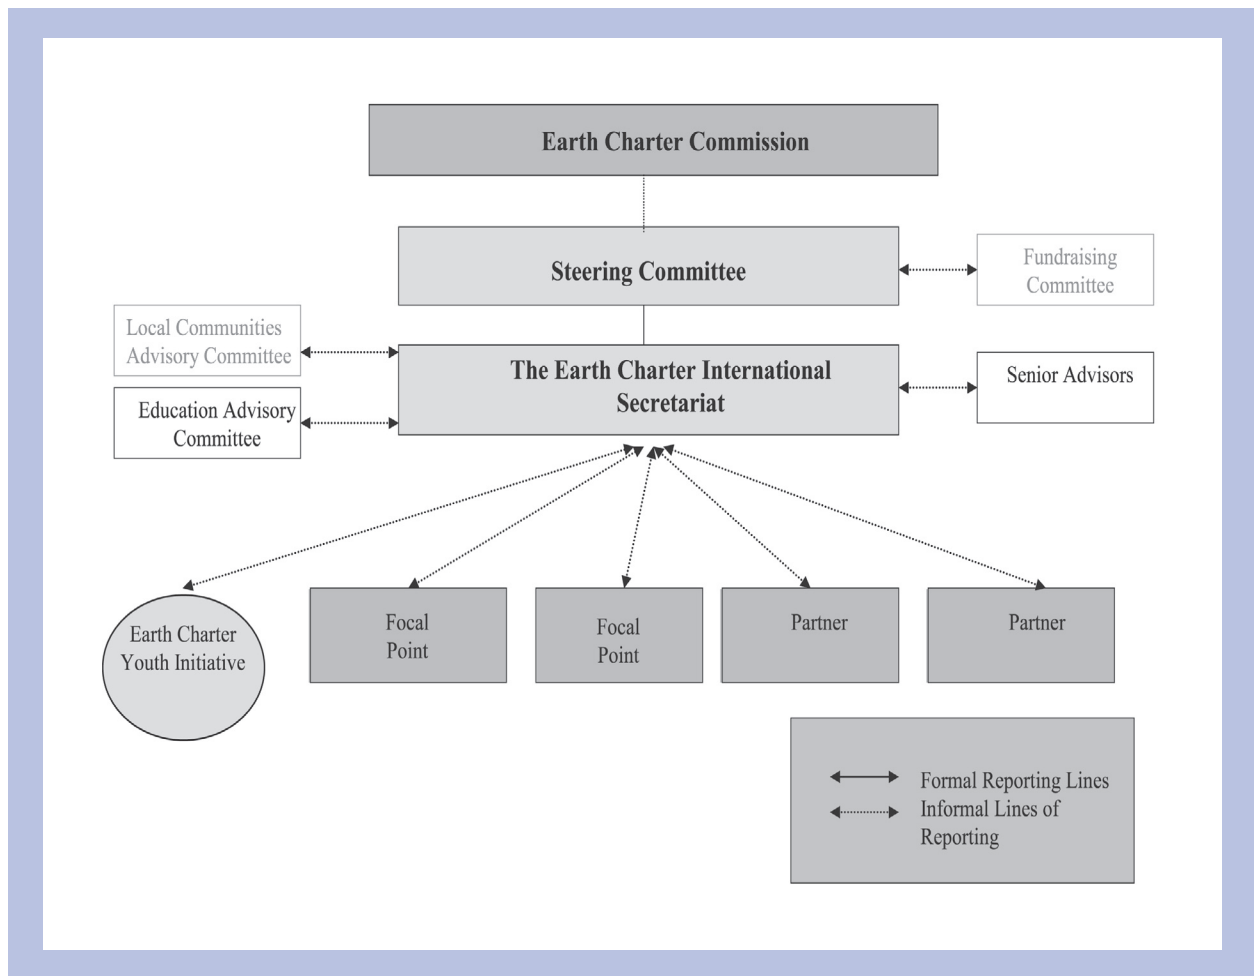 Earth Charter Commission
Steering Committee
Fundraising
Committee
Local Communities
Advisory Committee
The Earth Charter International
Secretariat
Senior Advisors
Education Advisory
Committee
Earth Charter
Youth Initiative
Focal
Point
Focal
Point
Partner
Partner
Formal Reporting Lines
Informal Lines of
Reporting